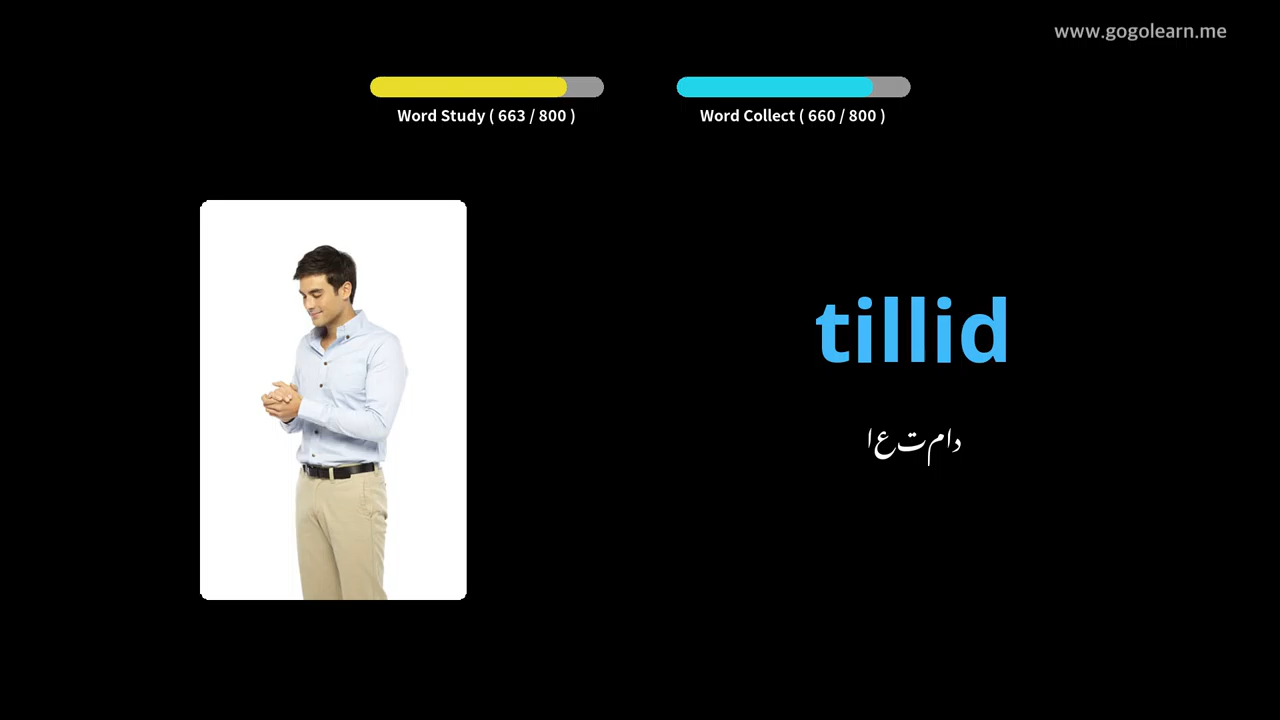 www.gogolearn.me
Word Study ( 663 / 800 )
Word Collect ( 660 / 800 )
tillid
اعتماد